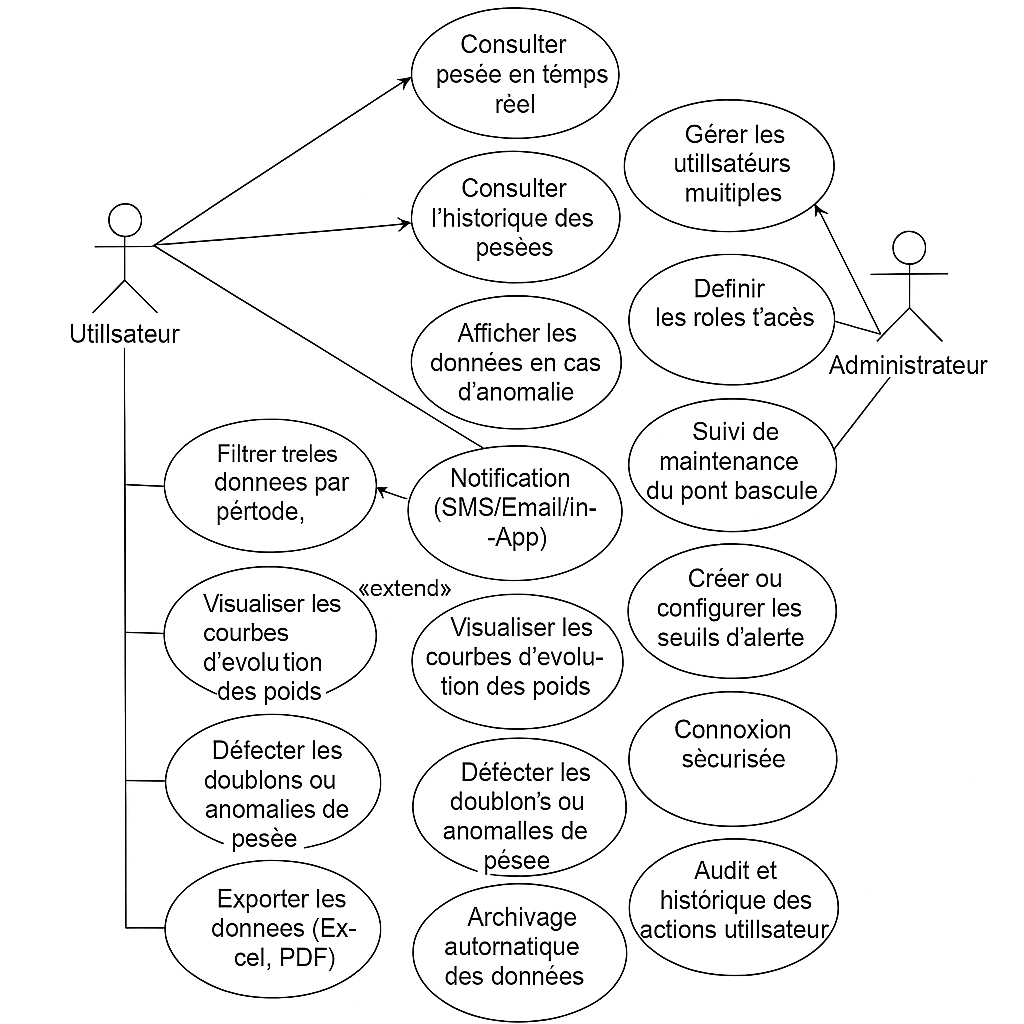 Consulter
pesée en témps
rèel
Consulter
l'historique des
pesèes
Afficher les
données en cas
d'anomalie
Notification
(SMS/Email/in-
-App)
«extend»
Visualiser les
courbes d'evolu-
tion des poids
Défècter les
doublon's ou
anomalles de
pésee
Archivage
autornatique
des données
Utillsateur
Filtrer treles
donnees par
pértode,
Visualiser les
courbes
d'evolution
des poids
Défecter les
doublons ou
anomalies de
pesèe
Exporter les
donnees (Ex-
cel, PDF)
Gérer les
utillsatéurs
muitiples
Definir
les roles t'acès
Suivi de
maintenance
du pont bascule
Créer ou
configurer les
seuils d'alerte
Connoxion
sècurisée
Audit et
histórique des
actions utillsateur
Administrateur